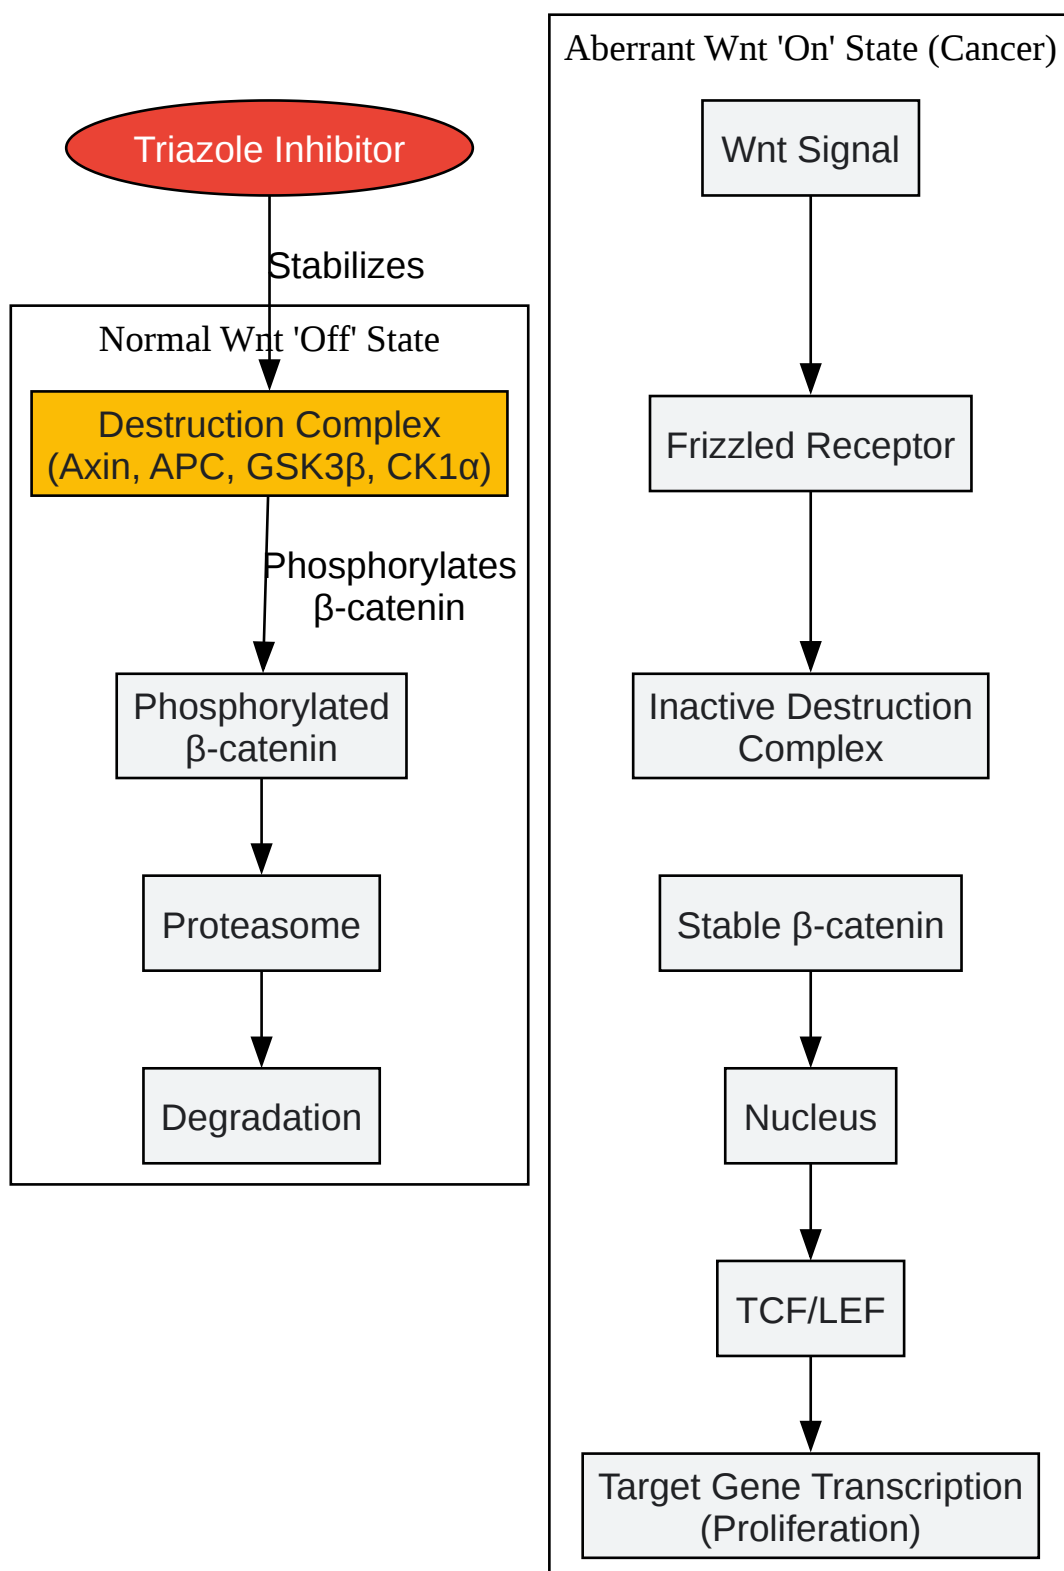 Triazole Inhibitor
Stabilizes
Normal Wnt 'Off' State
Destruction Complex
(Axin, APC, GSK3β, CK1α)
Phosphorylates
β-catenin
Phosphorylated
β-catenin
Proteasome
Degradation
Aberrant Wnt 'On' State (Cancer)
Wnt Signal
Frizzled Receptor
Inactive Destruction
Complex
Stable β-catenin
Nucleus
TCF/LEF
Target Gene Transcription
(Proliferation)